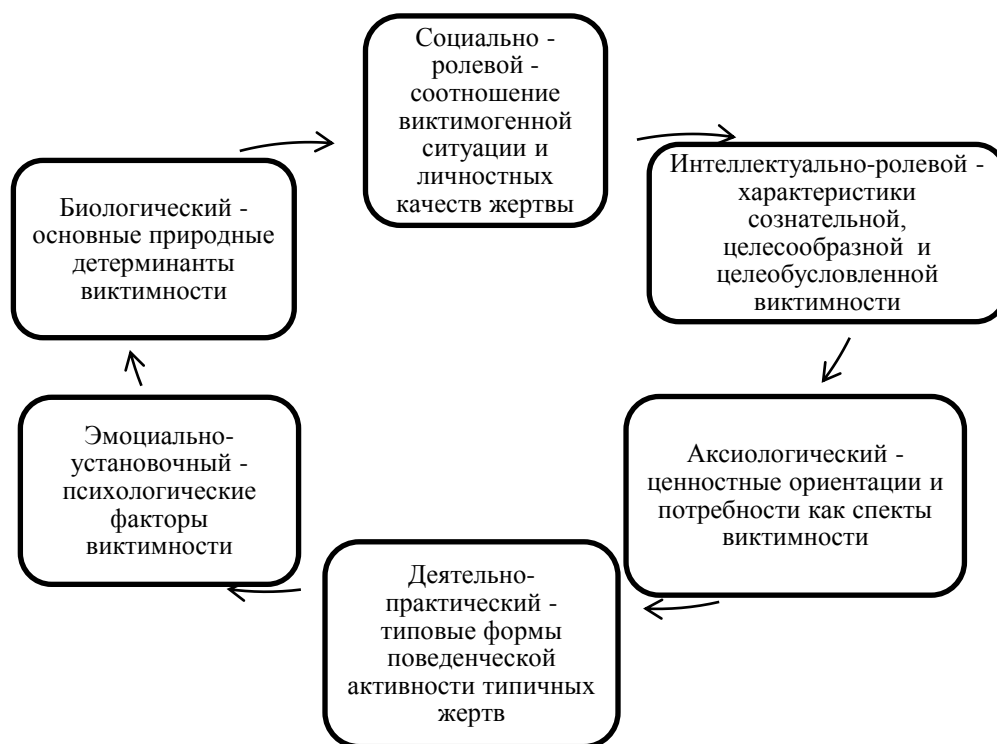 Социально -
ролевой -
соотношение
виктимогенной
ситуации и
личностных
качеств жертвы
Интеллектуально-ролевой -
характеристики
сознательной,
целесообразной и
целеобусловленной
виктимности
Аксиологический -
ценностные ориентации и
потребности как спекты
виктимности
Деятельно-
практический -
типовые формы
поведенческой
активности типичных
жертв
Эмоциально-
установочный -
психологические
факторы
виктимности
Биологический -
основные природные
детерминанты
виктимности